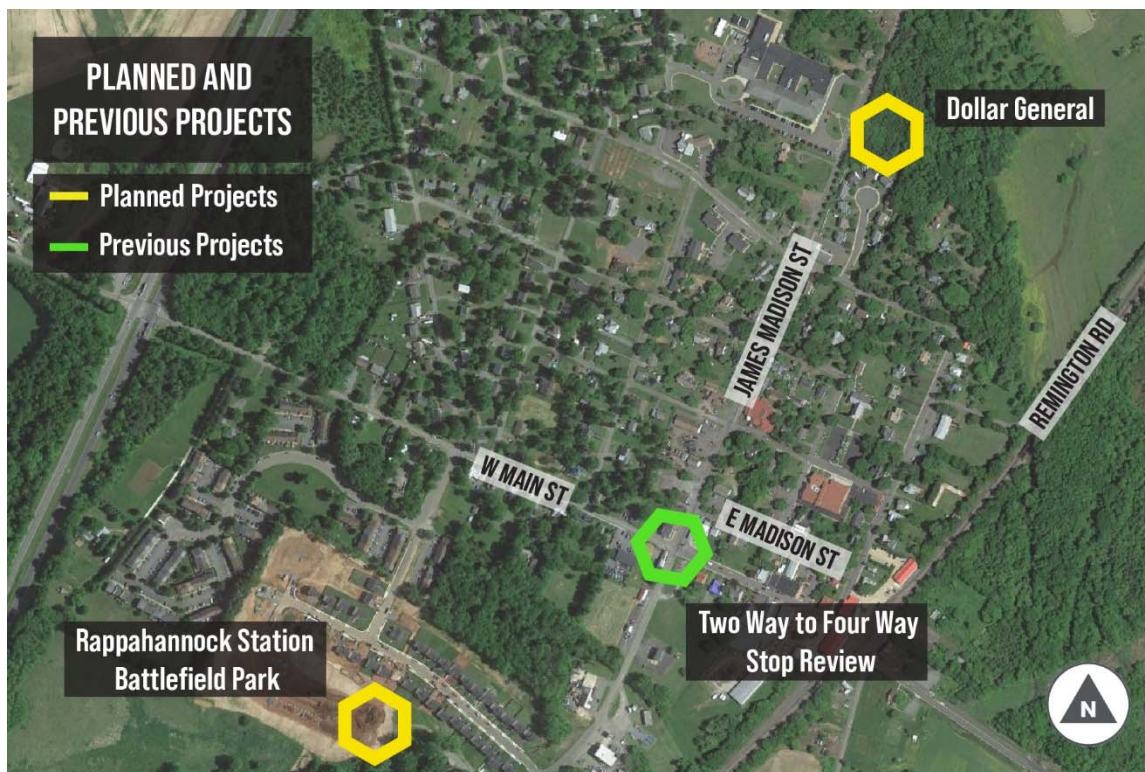 PLANNED AND
PREVIOUS PROJECTS
Planned Projects
Previous Projects
Dollar General
JAMES MADISON ST
REMINGTON RD
W MAIN ST
E MADISON ST
Two Way to Four Way
Stop Review
Rappahannock Station
Battlefield Park
N